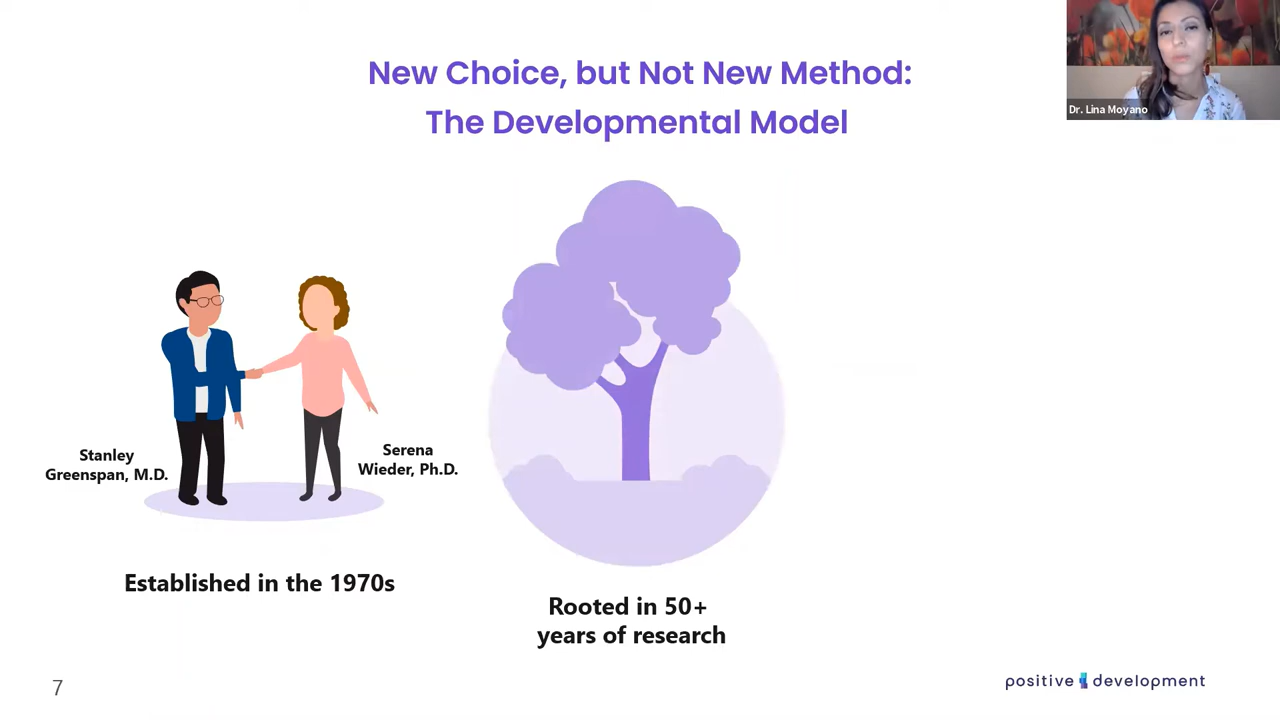 New Choice, but Not New Method:
The Developmental Model
Dr. Lina Moyano
Stanley
Greenspan, M.D.
Serena
Wieder, Ph.D.
Established in the 1970s
Rooted in 50+
years of research
7
positive development